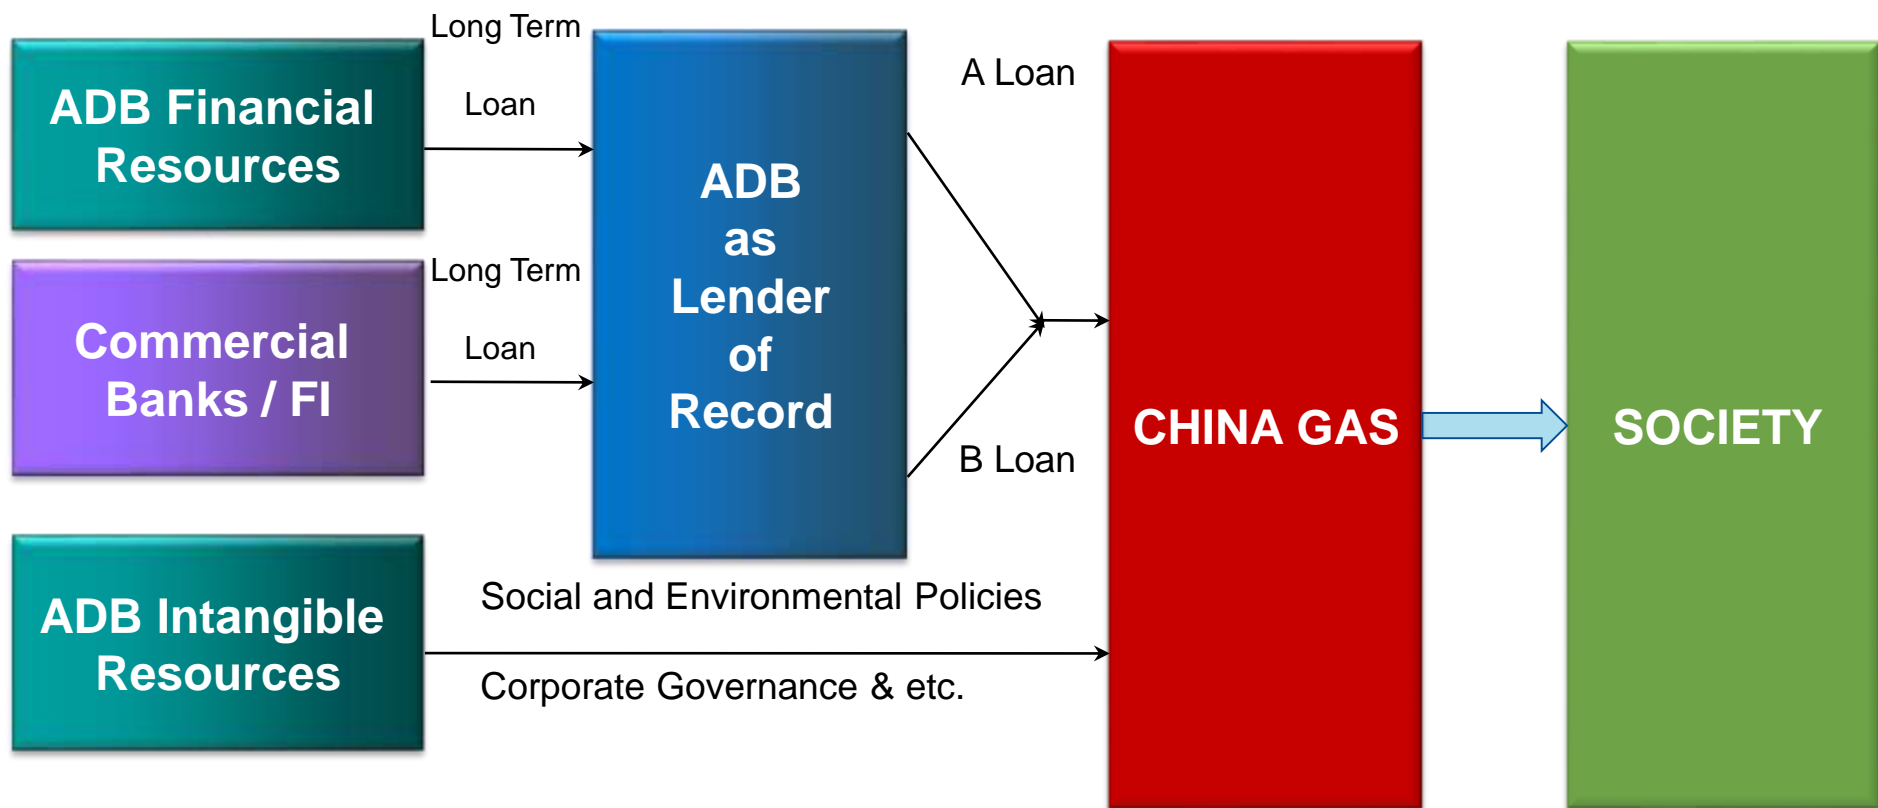 ADB Financial
Resources
Long Term
Loan
Commercial
Banks / FI
Long Term
Loan
ADB Intangible
Resources
ADB
as
Lender
of
Record
A Loan
B Loan
Social and Environmental Policies
Corporate Governance & etc.
CHINA GAS
SOCIETY